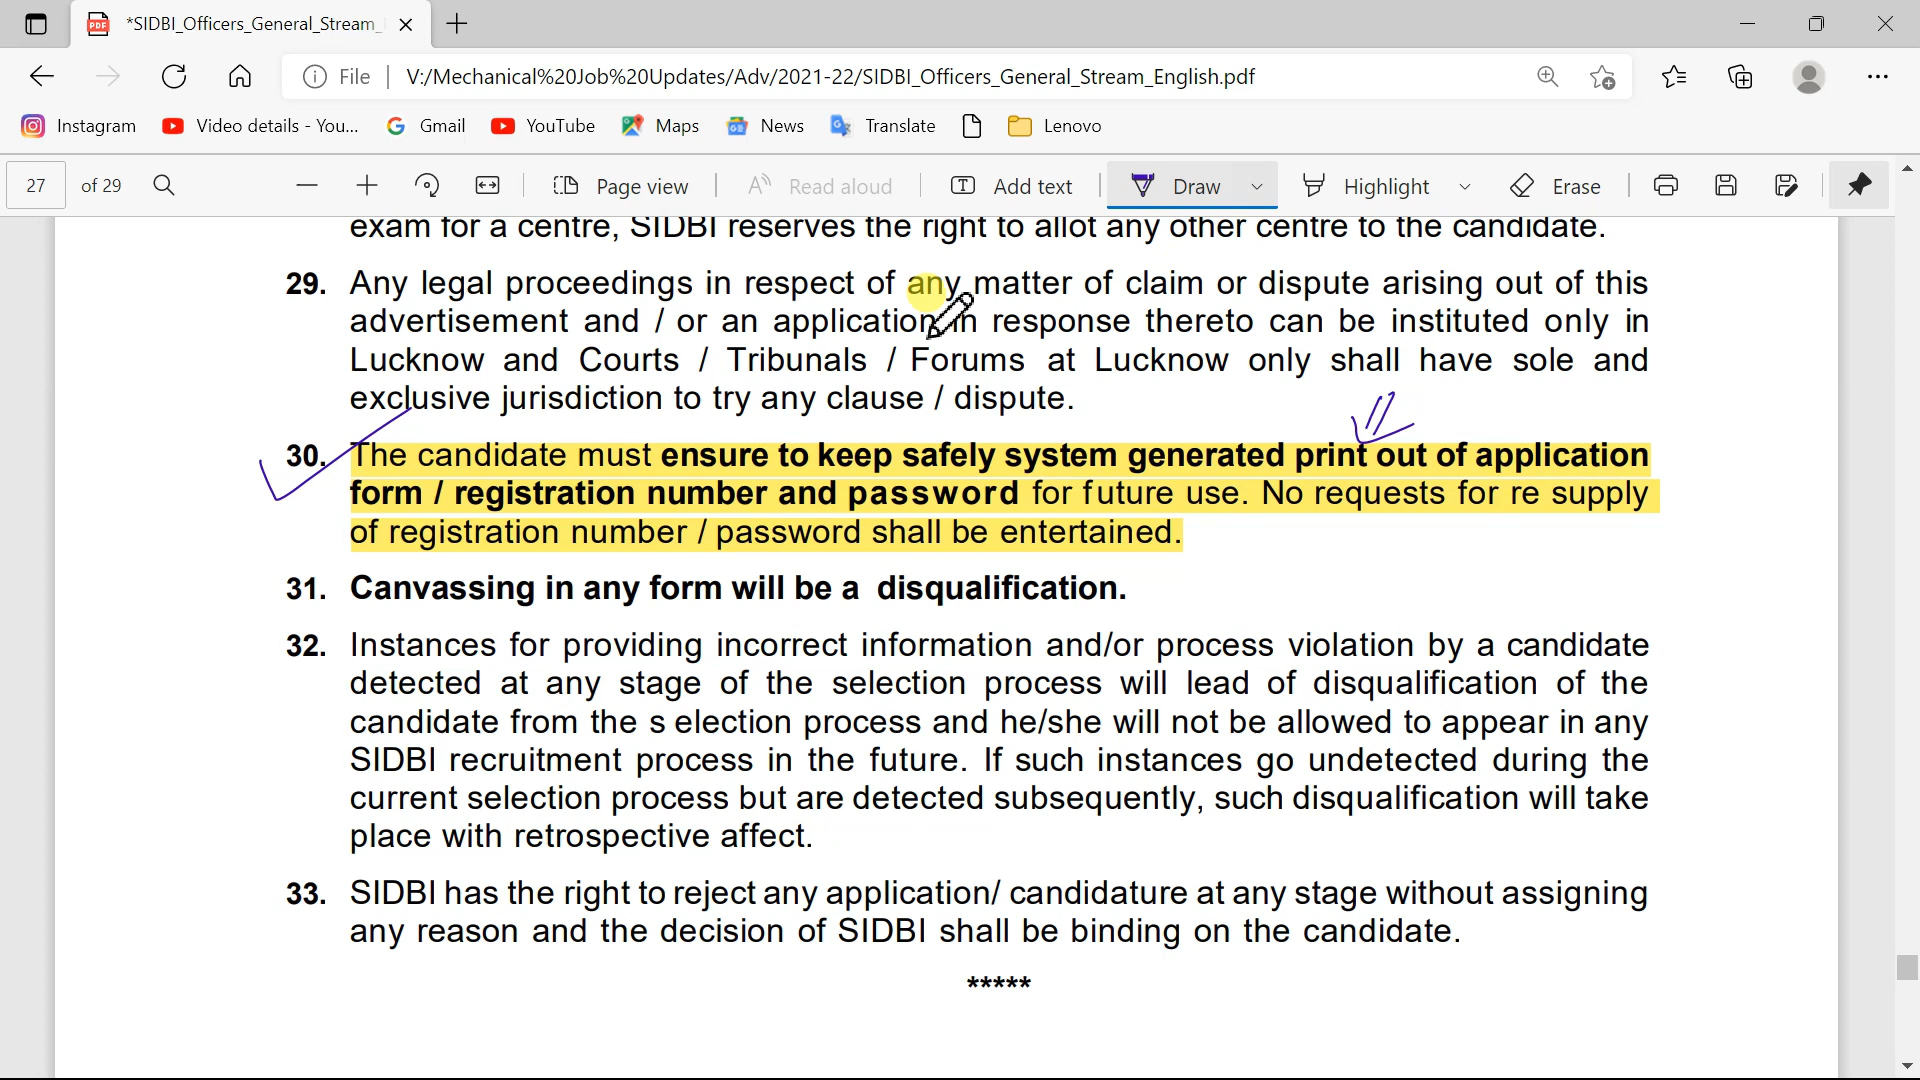 *SIDBI_Officers_General_Stream_
File V:/Mechanical%20Job%20Updates/Adv/2021-22/SIDBI_Officers_General_Stream_English.pdf
Instagram Video details - You... Gmail YouTube Maps News Translate Lenovo
27 of 29 Page view Read aloud Add text Draw Highlight Erase
exam for a centre, SIDBI reserves the right to allot any other centre to the candidate.
29. Any legal proceedings in respect of any matter of claim or dispute arising out of this
advertisement and / or an application in response thereto can be instituted only in
Lucknow and Courts / Tribunals / Forums at Lucknow only shall have sole and
exclusive jurisdiction to try any clause / dispute.
30. The candidate must ensure to keep safely system generated print out of application
form / registration number and password for future use. No requests for re supply
of registration number / password shall be entertained.
31. Canvassing in any form will be a disqualification.
32. Instances for providing incorrect information and/or process violation by a candidate
detected at any stage of the selection process will lead of disqualification of the
candidate from the s election process and he/she will not be allowed to appear in any
SIDBI recruitment process in the future. If such instances go undetected during the
current selection process but are detected subsequently, such disqualification will take
place with retrospective affect.
33. SIDBI has the right to reject any application/ candidature at any stage without assigning
any reason and the decision of SIDBI shall be binding on the candidate.
*****